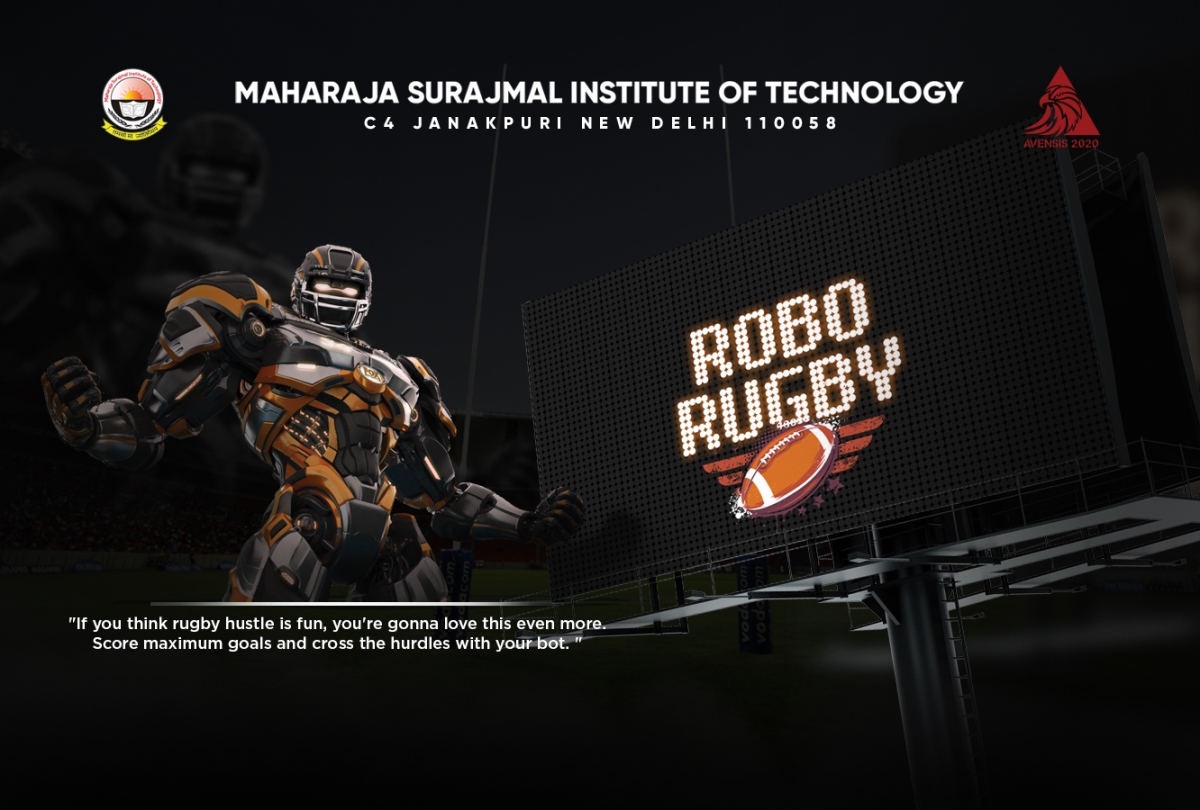 MAHARAJA SURAJMAL INSTITUTE OF TECHNOLOGY
C4 JANAKPURI NEW DELHI 110058
AVENSIS 2020
ROBO
RUGBY
"If you think rugby hustle is fun, you're gonna love this even more.
Score maximum goals and cross the hurdles with your bot. "